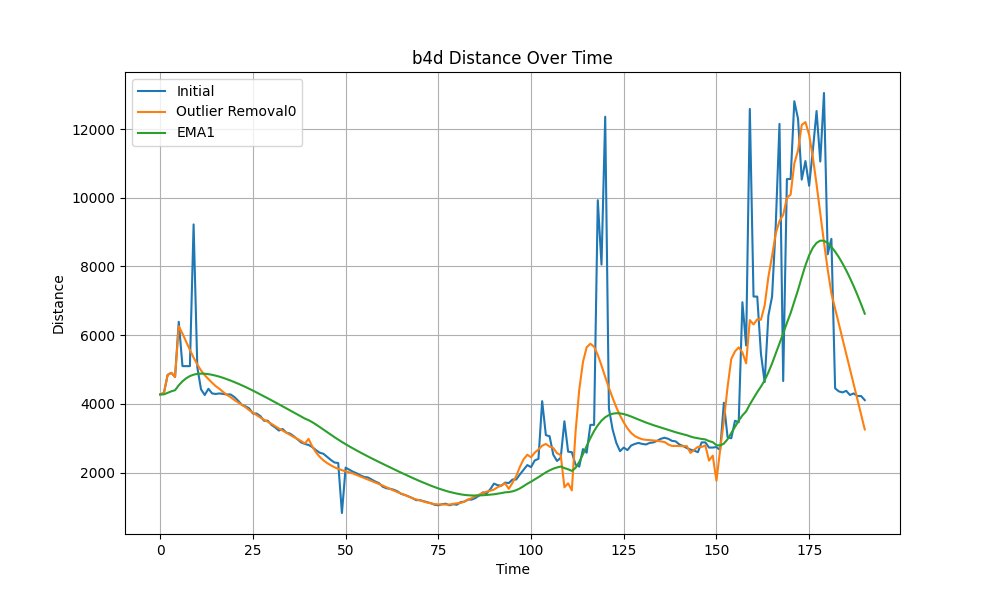 b4d Distance Over Time
Initial
Outlier Removal0
EMA1
Distance
12000
10000
8000
6000
4000
2000
0
25
50
75
100
125
150
175
Time